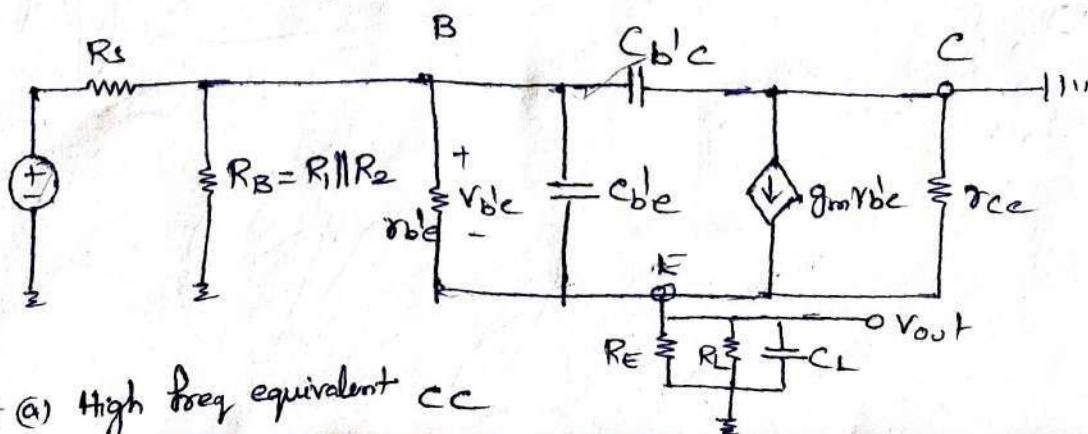 B
Rs
Cb'c
C
RB = R1||R2
+
Vb'e
-
rb'e
Cb'e
gmvb'e
rce
E
Vout
RE
RL
CL
(a) High freq equivalent CC